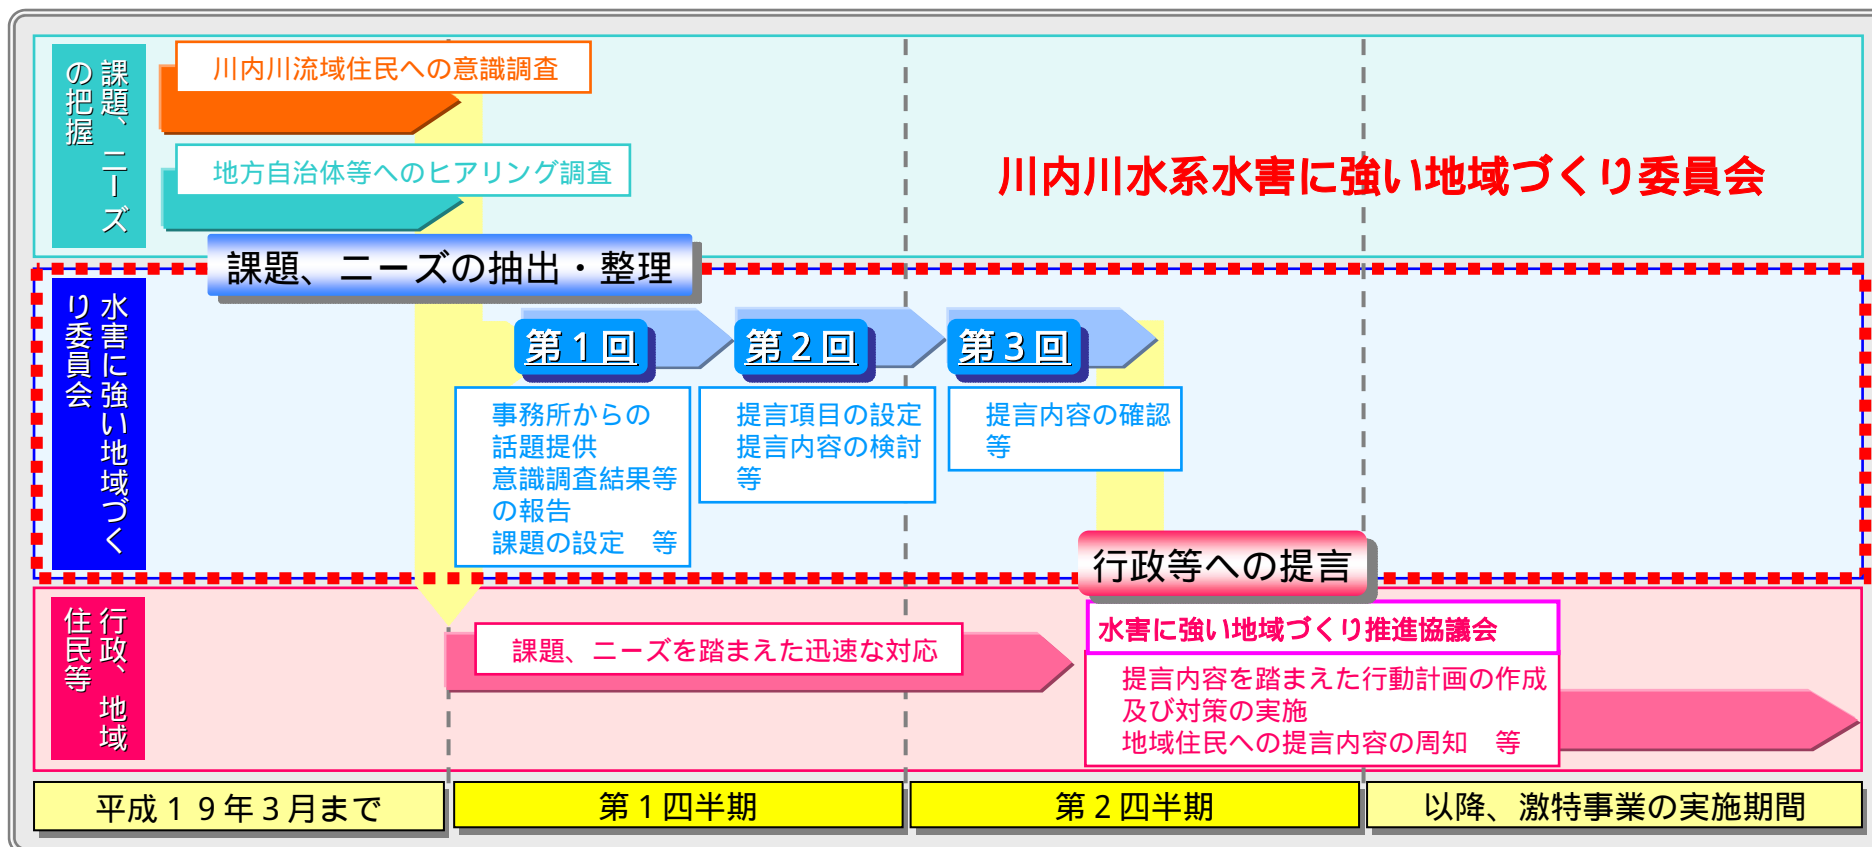 課題、ニーズ
の把握
川内川流域住民への意識調査
地方自治体等へのヒアリング調査
川内川水系水害に強い地域づくり委員会
課題、ニーズの抽出・整理
水害に強い地域づく
り委員会
第１回
事務所からの
話題提供
意識調査結果等
の報告
課題の設定　等
第２回
提言項目の設定
提言内容の検討
等
第３回
提言内容の確認
等
行政等への提言
行政、地域
住民等
課題、ニーズを踏まえた迅速な対応
水害に強い地域づくり推進協議会
提言内容を踏まえた行動計画の作成
及び対策の実施
地域住民への提言内容の周知　等
平成１９年３月まで
第１四半期
第２四半期
以降、激特事業の実施期間